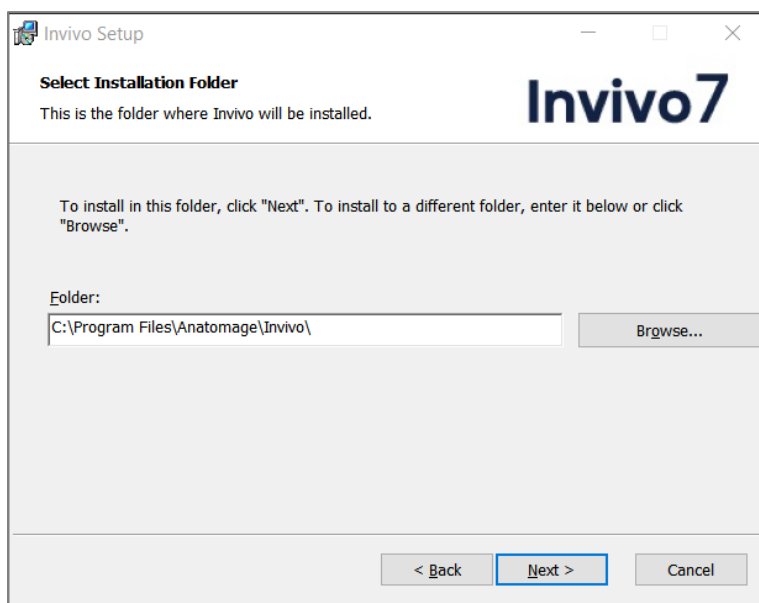 Invivo Setup
Select Installation Folder
This is the folder where Invivo will be installed.
Invivo7
To install in this folder, click "Next". To install to a different folder, enter it below or click
"Browse".
Folder:
C:\Program Files\Anatomage\Invivo\
Browse...
< Back
Next >
Cancel